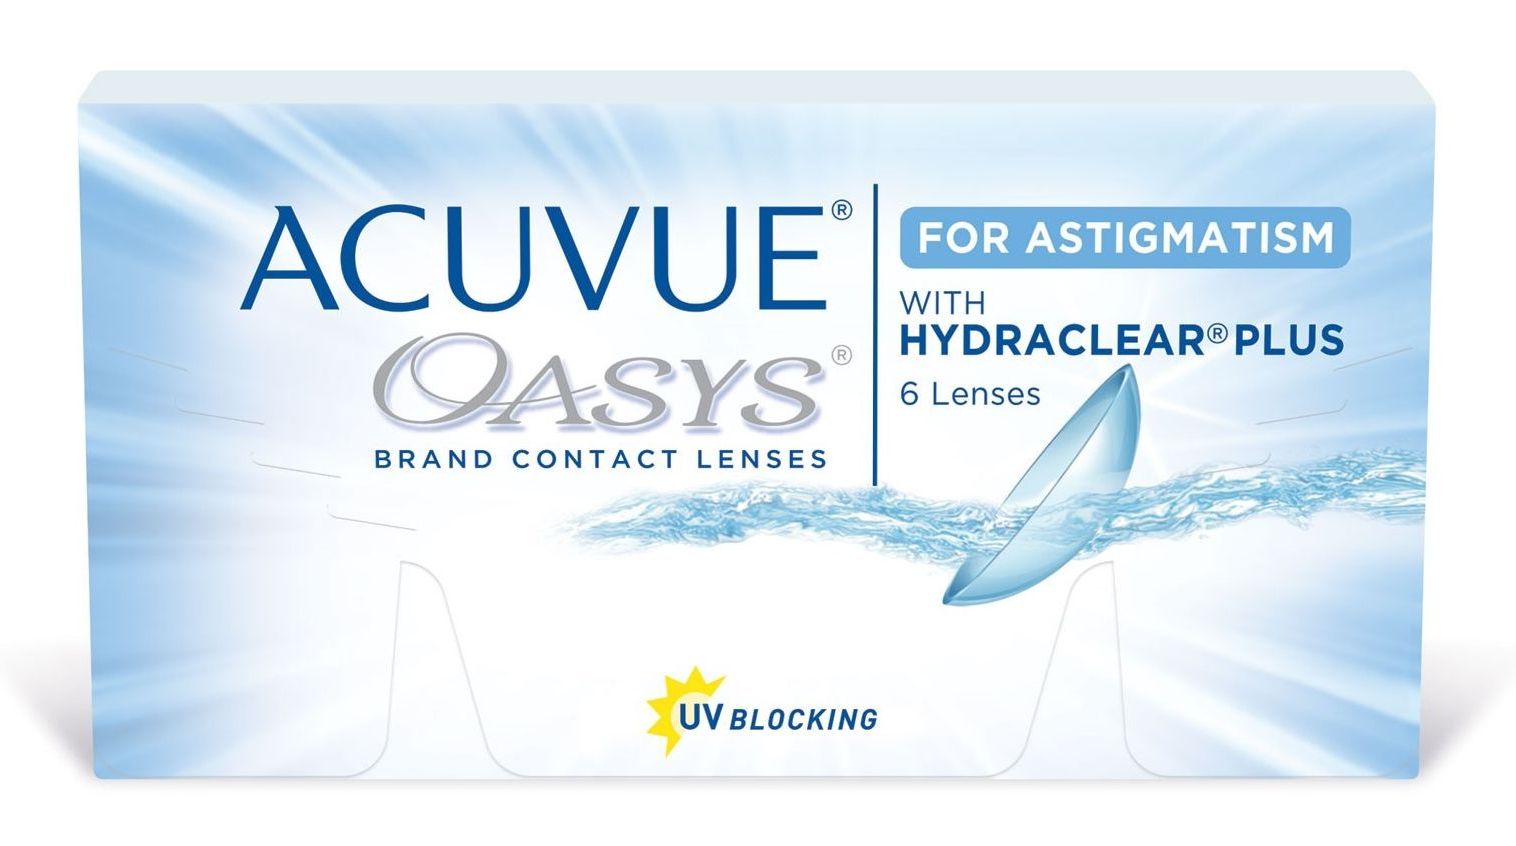 ACUVUE®
OASYS®
BRAND CONTACT LENSES
FOR ASTIGMATISM
WITH
HYDRACLEAR® PLUS
6 Lenses
UV BLOCKING